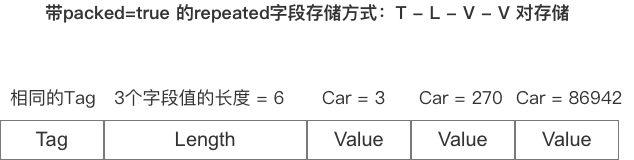 带packed=true 的repeated字段存储方式：T - L - V - V 对存储
相同的Tag 3个字段值的长度 = 6 Car = 3 Car = 270 Car = 86942
Tag Length Value Value Value